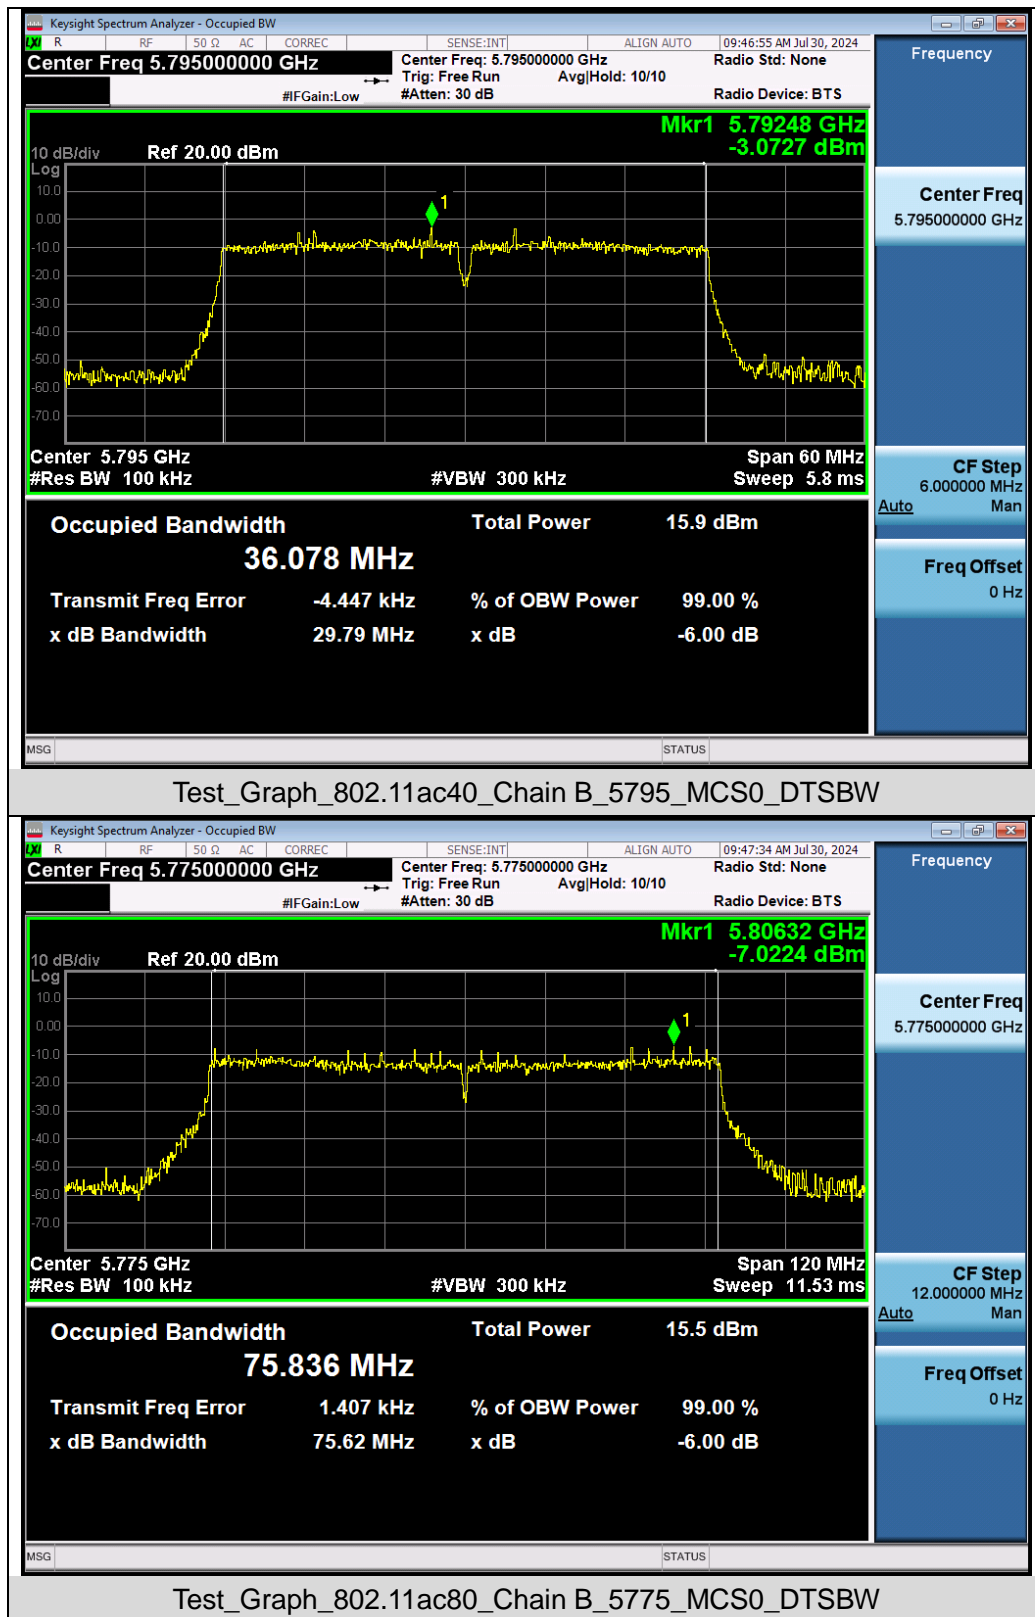 Keysight Spectrum Analyzer - Occupied BW
LXI R RF 50 Ω AC CORREC SENSE:INT ALIGN AUTO 09:46:55 AM Jul 30, 2024
Center Freq 5.795000000 GHz
Center Freq: 5.795000000 GHz Radio Std: None
Trig: Free Run Avg|Hold: 10/10
#IFGain:Low #Atten: 30 dB Radio Device: BTS
Frequency
Mkr1 5.79248 GHz
-3.0727 dBm
10 dB/div Ref 20.00 dBm
Log
10.0
0.00
-10.0
-20.0
-30.0
-40.0
-50.0
-60.0
-70.0
1
Center Freq
5.795000000 GHz
Center 5.795 GHz Span 60 MHz
#Res BW 100 kHz #VBW 300 kHz Sweep 5.8 ms
CF Step
6.000000 MHz
Auto Man
Occupied Bandwidth Total Power 15.9 dBm
36.078 MHz
Transmit Freq Error -4.447 kHz % of OBW Power 99.00 %
x dB Bandwidth 29.79 MHz x dB -6.00 dB
Freq Offset
0 Hz
MSG STATUS
Test_Graph_802.11ac40_Chain B_5795_MCS0_DTSBW
Keysight Spectrum Analyzer - Occupied BW
LXI R RF 50 Ω AC CORREC SENSE:INT ALIGN AUTO 09:47:34 AM Jul 30, 2024
Center Freq 5.775000000 GHz
Center Freq: 5.775000000 GHz Radio Std: None
Trig: Free Run Avg|Hold: 10/10
#IFGain:Low #Atten: 30 dB Radio Device: BTS
Frequency
Mkr1 5.80632 GHz
-7.0224 dBm
10 dB/div Ref 20.00 dBm
Log
10.0
0.00
-10.0
-20.0
-30.0
-40.0
-50.0
-60.0
-70.0
1
Center Freq
5.775000000 GHz
Center 5.775 GHz Span 120 MHz
#Res BW 100 kHz #VBW 300 kHz Sweep 11.53 ms
CF Step
12.000000 MHz
Auto Man
Occupied Bandwidth Total Power 15.5 dBm
75.836 MHz
Transmit Freq Error 1.407 kHz % of OBW Power 99.00 %
x dB Bandwidth 75.62 MHz x dB -6.00 dB
Freq Offset
0 Hz
MSG STATUS
Test_Graph_802.11ac80_Chain B_5775_MCS0_DTSBW